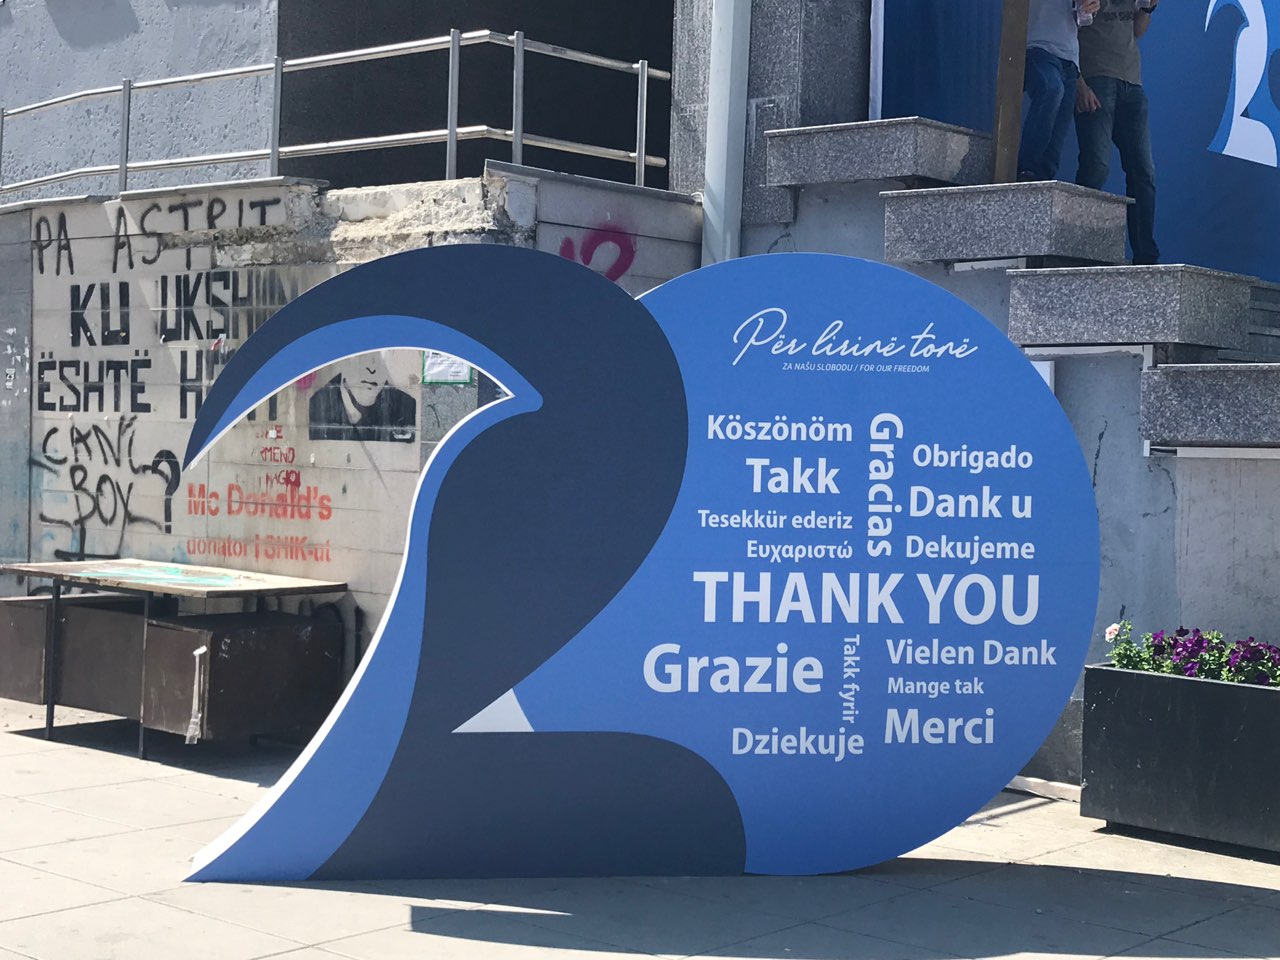 PA ASTRIT
KU UKSHIN
ËSHTË
CANI
BOX
?
Mc Donald's
donator i SHIK-ut
Për lirinë tonë
ZA NAŠU SLOBODU / FOR OUR FREEDOM
Köszönöm
Gracias
Obrigado
Takk
Dank u
Tesekkür ederiz
Ευχαριστώ
Dekujeme
THANK YOU
Grazie
Takk fyrir
Vielen Dank
Mange tak
Dziekuje
Merci